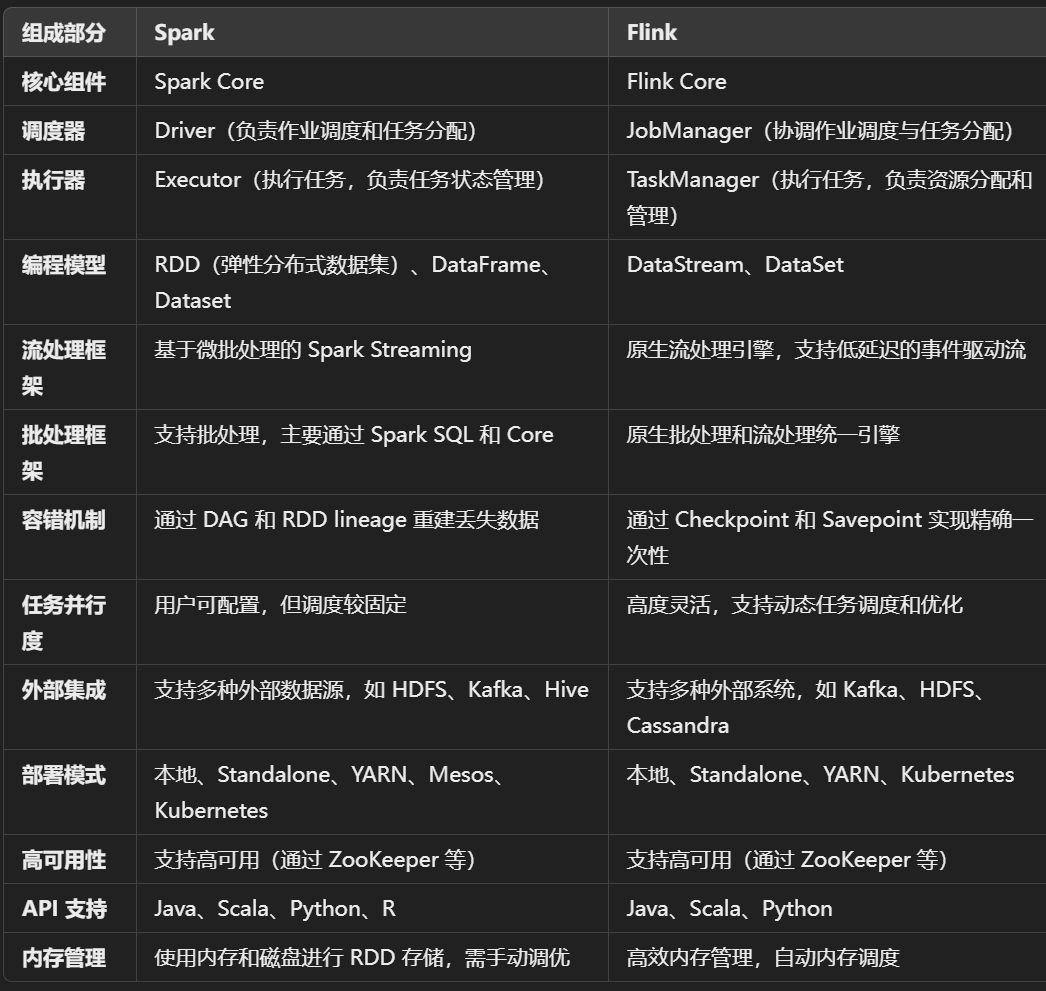 组成部分 Spark Flink
核心组件 Spark Core Flink Core
调度器 Driver（负责作业调度和任务分配） JobManager（协调作业调度与任务分配）
执行器 Executor（执行任务，负责任务状态管理） TaskManager（执行任务，负责资源分配和
管理）
编程模型 RDD（弹性分布式数据集）、DataFrame、 DataStream、DataSet
Dataset
流处理框 基于微批处理的 Spark Streaming 原生流处理引擎，支持低延迟的事件驱动流
架
批处理框 支持批处理，主要通过 Spark SQL 和 Core 原生批处理和流处理统一引擎
架
容错机制 通过 DAG 和 RDD lineage 重建丢失数据 通过 Checkpoint 和 Savepoint 实现精确一
次性
任务并行 用户可配置，但调度较固定 高度灵活，支持动态任务调度和优化
度
外部集成 支持多种外部数据源，如 HDFS、Kafka、Hive 支持多种外部系统，如 Kafka、HDFS、
Cassandra
部署模式 本地、Standalone、YARN、Mesos、 本地、Standalone、YARN、Kubernetes
Kubernetes
高可用性 支持高可用（通过 ZooKeeper 等） 支持高可用（通过 ZooKeeper 等）
API 支持 Java、Scala、Python、R Java、Scala、Python
内存管理 使用内存和磁盘进行 RDD 存储，需手动调优 高效内存管理，自动内存调度